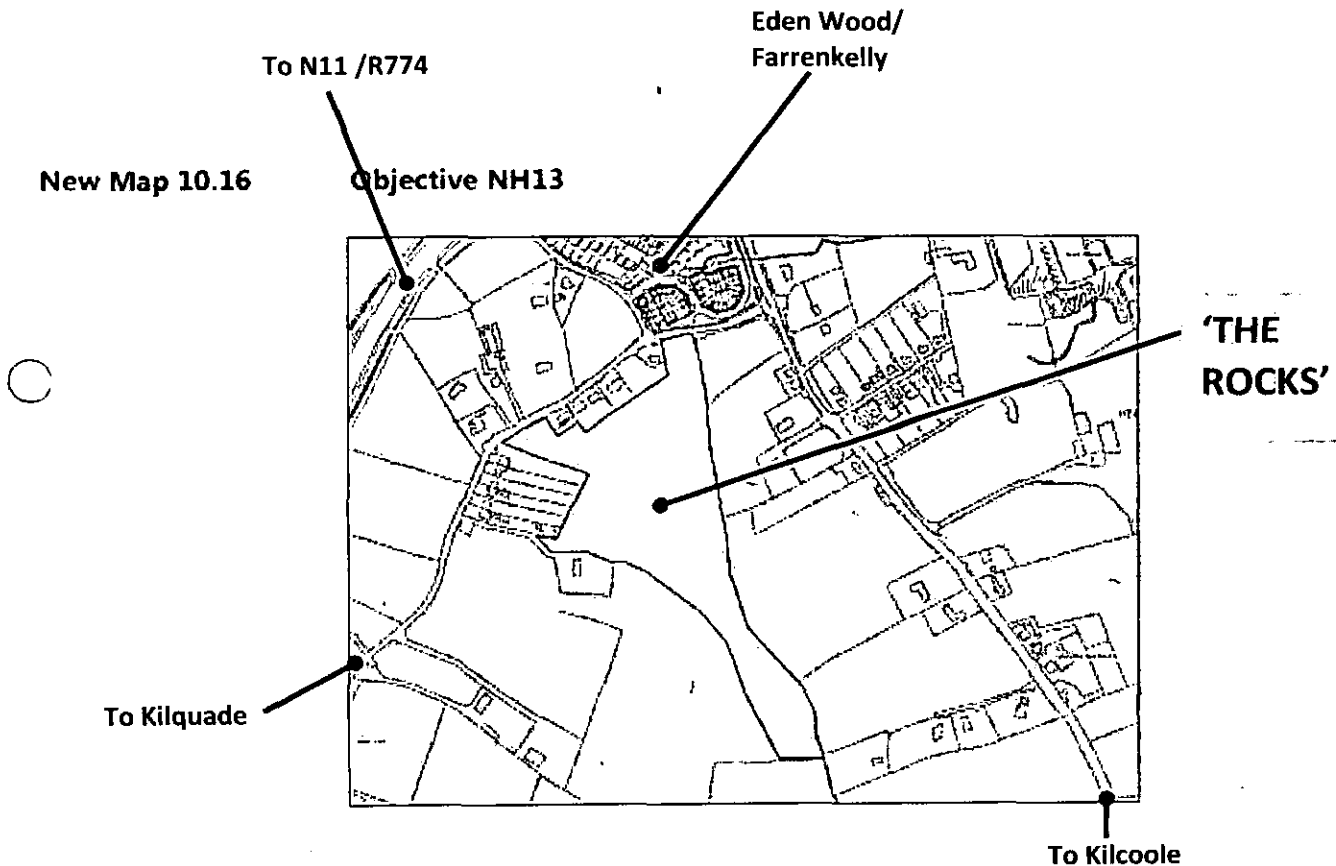 Eden Wood/
Farrenkelly
To N11 /R774
New Map 10.16 Objective NH13
'THE
ROCKS'
To Kilquade
To Kilcoole